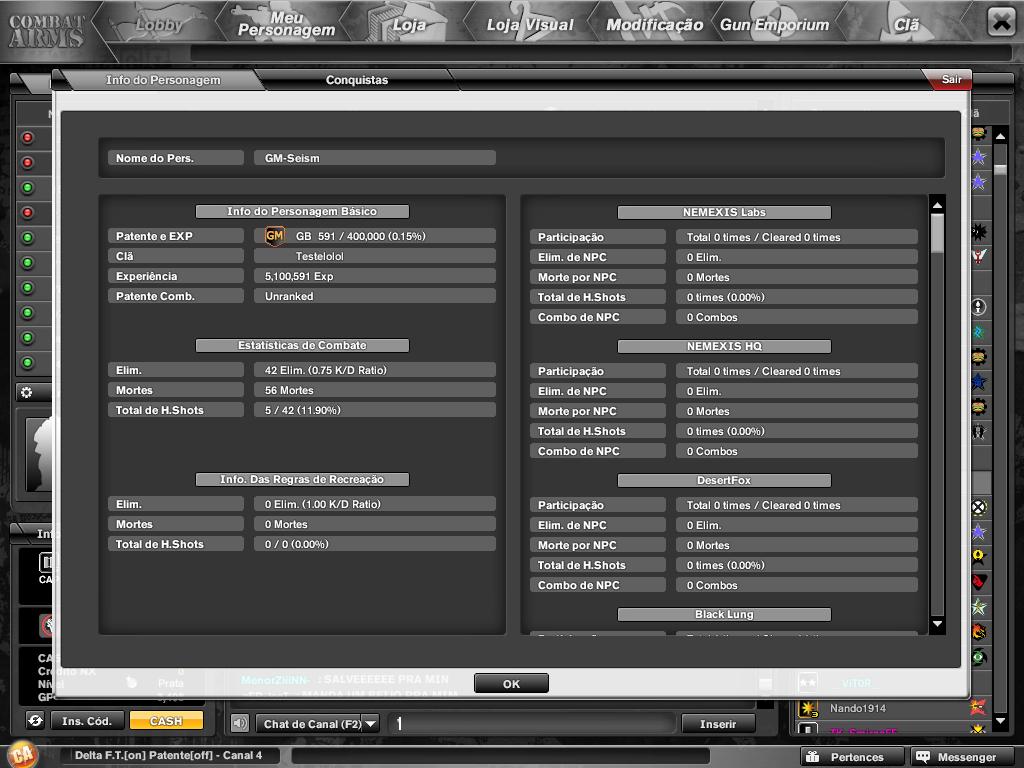 COMBAT ARMS
Lobby
Meu Personagem
Loja
Loja Visual
Modificação
Gun Emporium
Clã
Info do Personagem
Conquistas
Sair
Nome do Pers.
GM-Seism
Info do Personagem Básico
Patente e EXP
GM GB 591 / 400,000 (0.15%)
Clã
Testelolol
Experiência
5,100,591 Exp
Patente Comb.
Unranked
Estatísticas de Combate
Elim.
42 Elim. (0.75 K/D Ratio)
Mortes
56 Mortes
Total de H.Shots
5 / 42 (11.90%)
Info. Das Regras de Recreação
Elim.
0 Elim. (1.00 K/D Ratio)
Mortes
0 Mortes
Total de H.Shots
0 / 0 (0.00%)
NEMEXIS Labs
Participação
Total 0 times / Cleared 0 times
Elim. de NPC
0 Elim.
Morte por NPC
0 Mortes
Total de H.Shots
0 times (0.00%)
Combo de NPC
0 Combos
NEMEXIS HQ
Participação
Total 0 times / Cleared 0 times
Elim. de NPC
0 Elim.
Morte por NPC
0 Mortes
Total de H.Shots
0 times (0.00%)
Combo de NPC
0 Combos
DesertFox
Participação
Total 0 times / Cleared 0 times
Elim. de NPC
0 Elim.
Morte por NPC
0 Mortes
Total de H.Shots
0 times (0.00%)
Combo de NPC
0 Combos
Black Lung
OK
Prata
MenorZiiiNN- : SALVEEEEEE PRA MIN
Ins. Cód.
CASH
Chat de Canal (F2)
1
Inserir
_ViT0R_
Nando1914
CA
Delta F.T.[on] Patente[off] - Canal 4
Pertences
Messenger